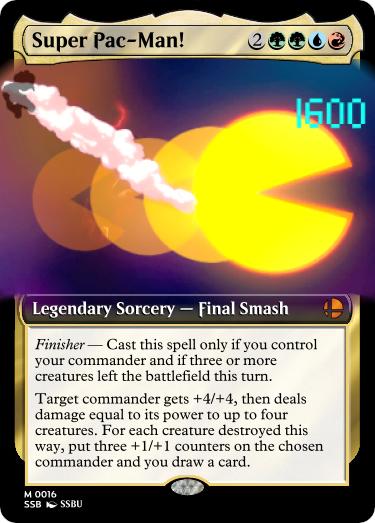 Super Pac-Man! 2
1600
Legendary Sorcery — Final Smash
Finisher — Cast this spell only if you control
your commander and if three or more
creatures left the battlefield this turn.
Target commander gets +4/+4, then deals
damage equal to its power to up to four
creatures. For each creature destroyed this
way, put three +1/+1 counters on the chosen
commander and you draw a card.
M 0016
SSB SSBU